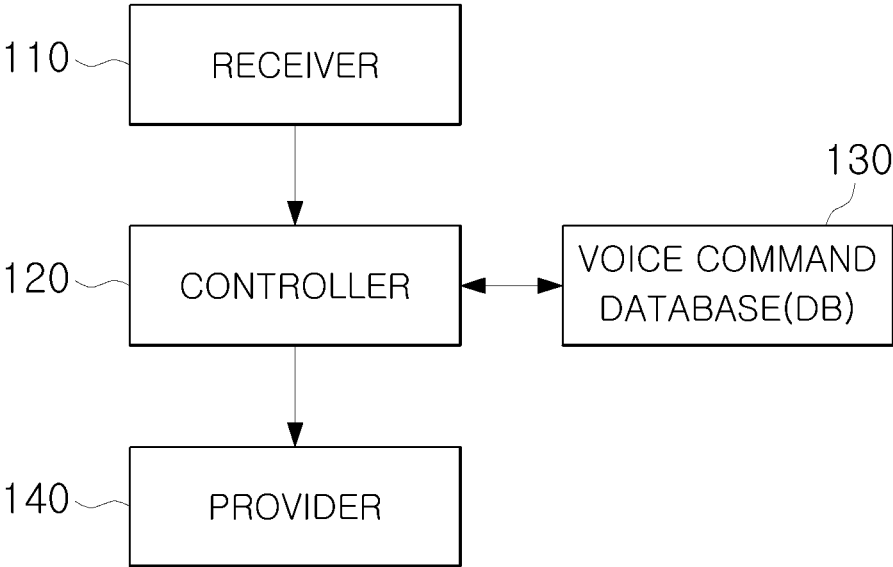 110
RECEIVER
130
120
CONTROLLER
VOICE COMMAND
DATABASE(DB)
140
PROVIDER